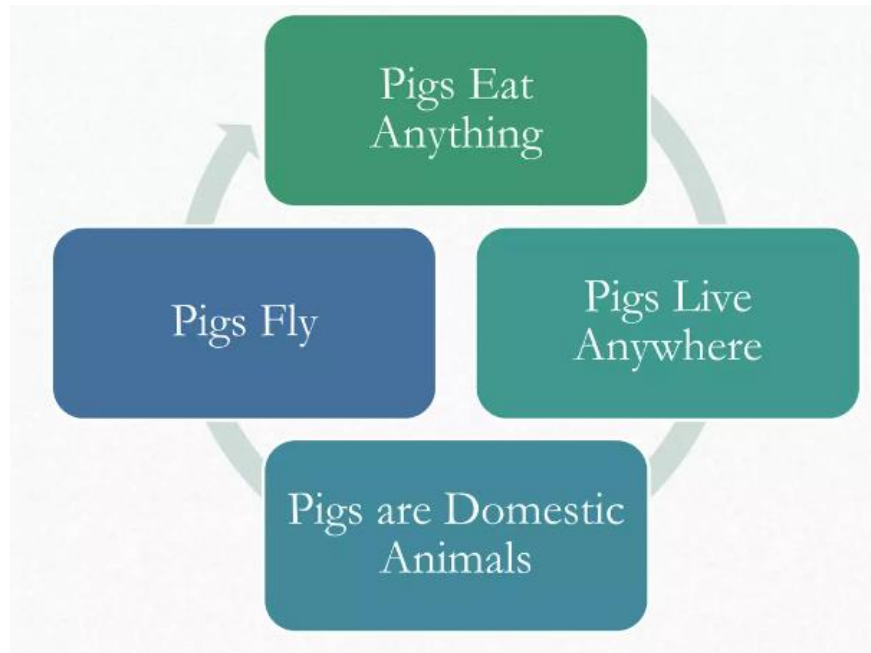 Pigs Eat
Anything
Pigs Live
Anywhere
Pigs are Domestic
Animals
Pigs Fly